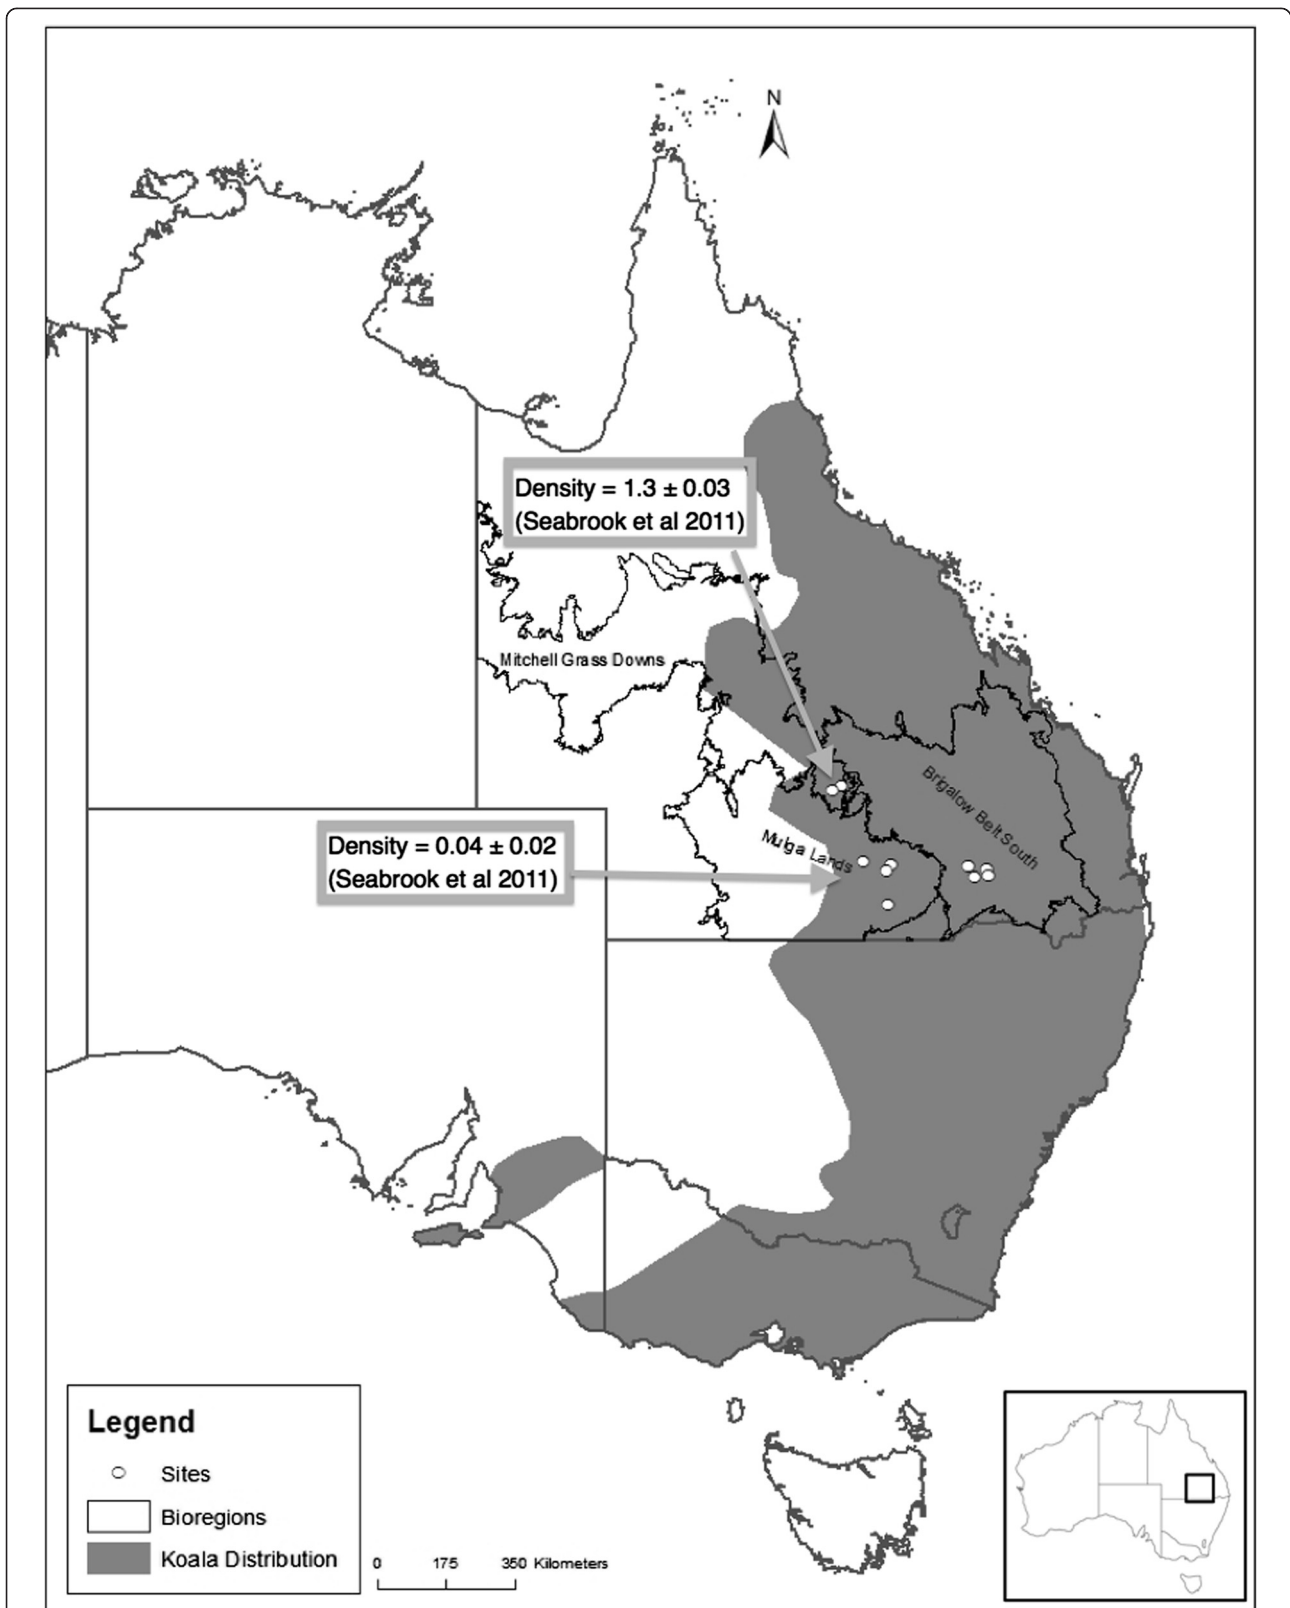 N
Density = 1.3 ± 0.03
(Seabrook et al 2011)
Mitchell Grass Downs
Brigalow Belt South
Mulga Lands
Density = 0.04 ± 0.02
(Seabrook et al 2011)
Legend
Sites
Bioregions
Koala Distribution
0 175 350 Kilometers